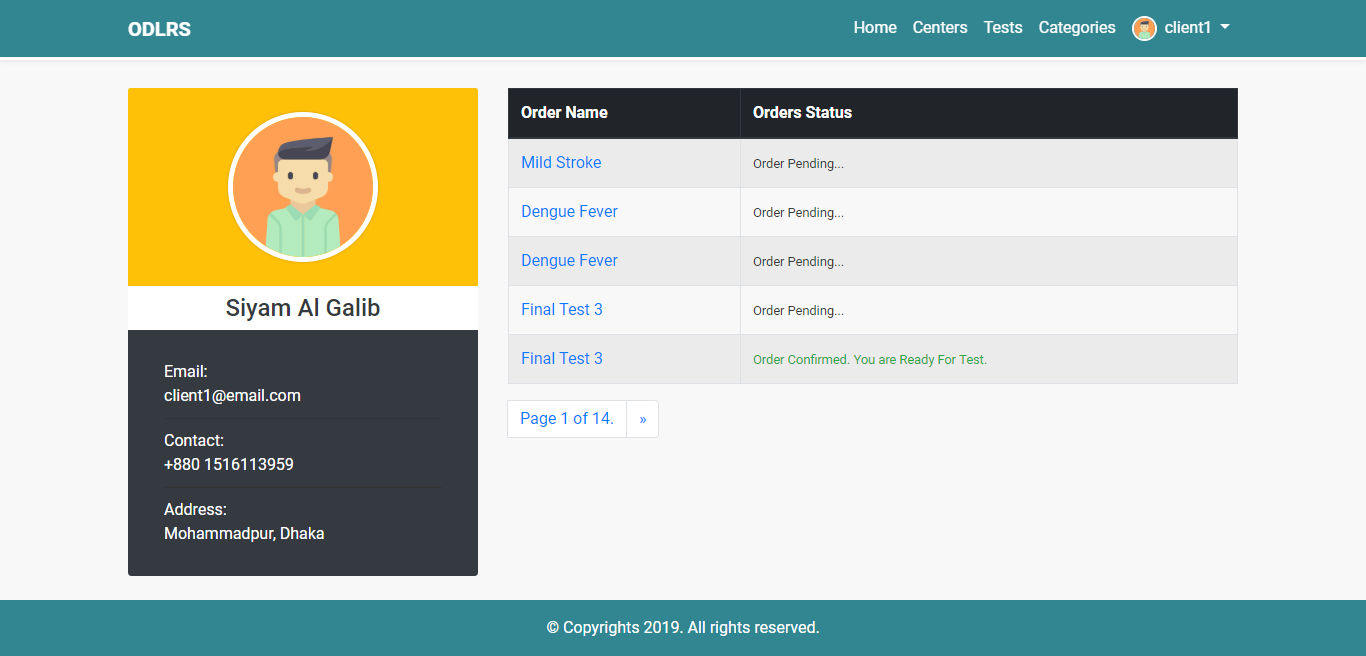 ODLRS
Home Centers Tests Categories client1
Siyam Al Galib
Email:
client1@email.com
Contact:
+880 1516113959
Address:
Mohammadpur, Dhaka
Order Name Orders Status
Mild Stroke Order Pending...
Dengue Fever Order Pending...
Dengue Fever Order Pending...
Final Test 3 Order Pending...
Final Test 3 Order Confirmed. You are Ready For Test.
Page 1 of 14. »
© Copyrights 2019. All rights reserved.